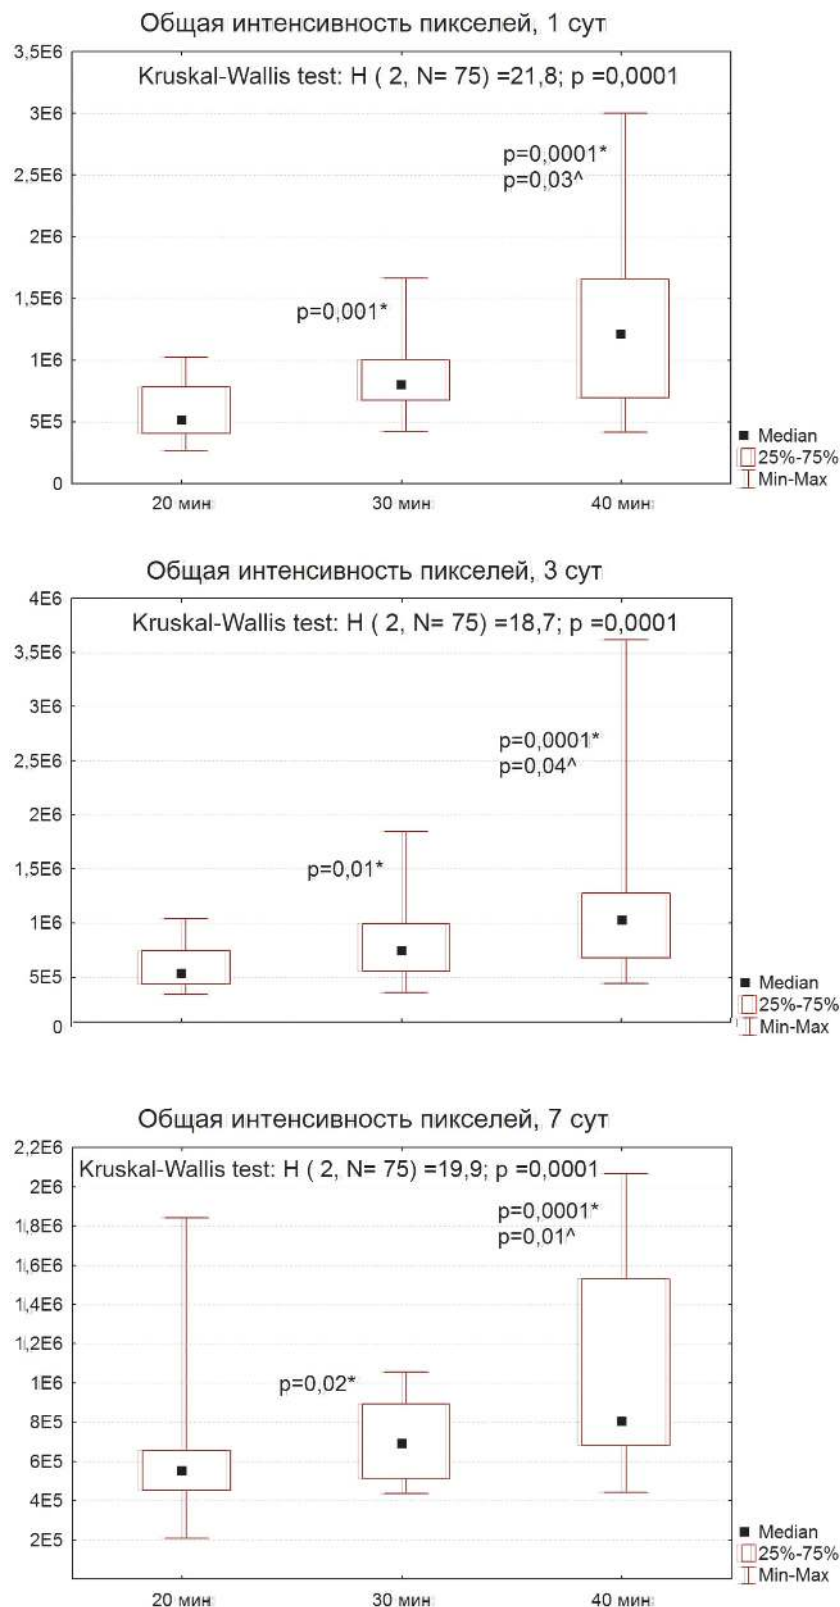 Общая интенсивность пикселей, 1 сут
3,5E6
Kruskal-Wallis test: H ( 2, N= 75) =21,8; p =0,0001
3E6
p=0,0001*
2,5E6
p=0,03^
2E6
1,5E6
p=0,001*
1E6
5E5
0
20 мин
30 мин
40 мин
Median
25%-75%
Min-Max
Общая интенсивность пикселей, 3 сут
4E6
Kruskal-Wallis test: H ( 2, N= 75) =18,7; p =0,0001
3,5E6
3E6
p=0,0001*
2,5E6
p=0,04^
2E6
1,5E6
p=0,01*
1E6
5E5
0
Median
25%-75%
Min-Max
Общая интенсивность пикселей, 7 сут
2,2E6
Kruskal-Wallis test: H ( 2, N= 75) =19,9; p =0,0001
2E6
p=0,0001*
1,8E6
p=0,01^
1,6E6
1,4E6
1,2E6
1E6
p=0,02*
8E5
6E5
4E5
2E5
20 мин
30 мин
40 мин
Median
25%-75%
Min-Max